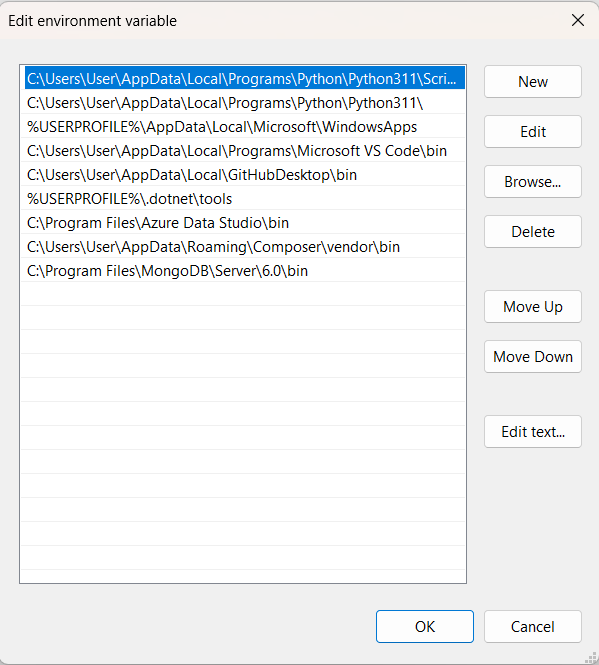 Edit environment variable
C:\Users\User\AppData\Local\Programs\Python\Python311\Scri...
C:\Users\User\AppData\Local\Programs\Python\Python311\
%USERPROFILE%\AppData\Local\Microsoft\WindowsApps
C:\Users\User\AppData\Local\Programs\Microsoft VS Code\bin
C:\Users\User\AppData\Local\GitHubDesktop\bin
%USERPROFILE%\.dotnet\tools
C:\Program Files\Azure Data Studio\bin
C:\Users\User\AppData\Roaming\Composer\vendor\bin
C:\Program Files\MongoDB\Server\6.0\bin
New
Edit
Browse...
Delete
Move Up
Move Down
Edit text...
OK
Cancel